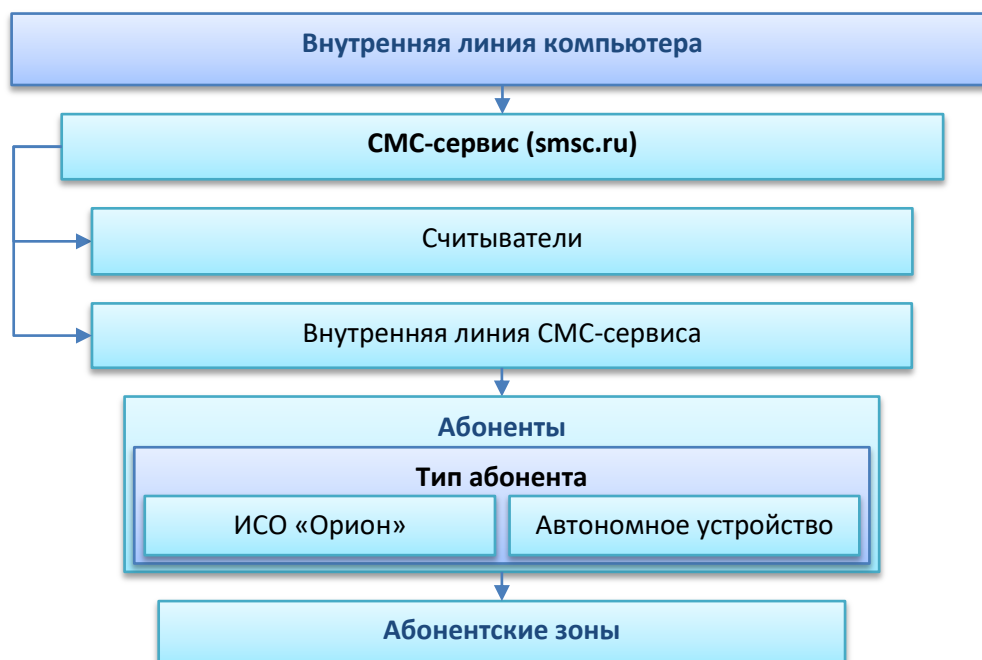 Внутренняя линия компьютера
СМС-сервис (smsc.ru)
Считыватели
Внутренняя линия СМС-сервиса
Абоненты
Тип абонента
ИСО «Орион»
Автономное устройство
Абонентские зоны